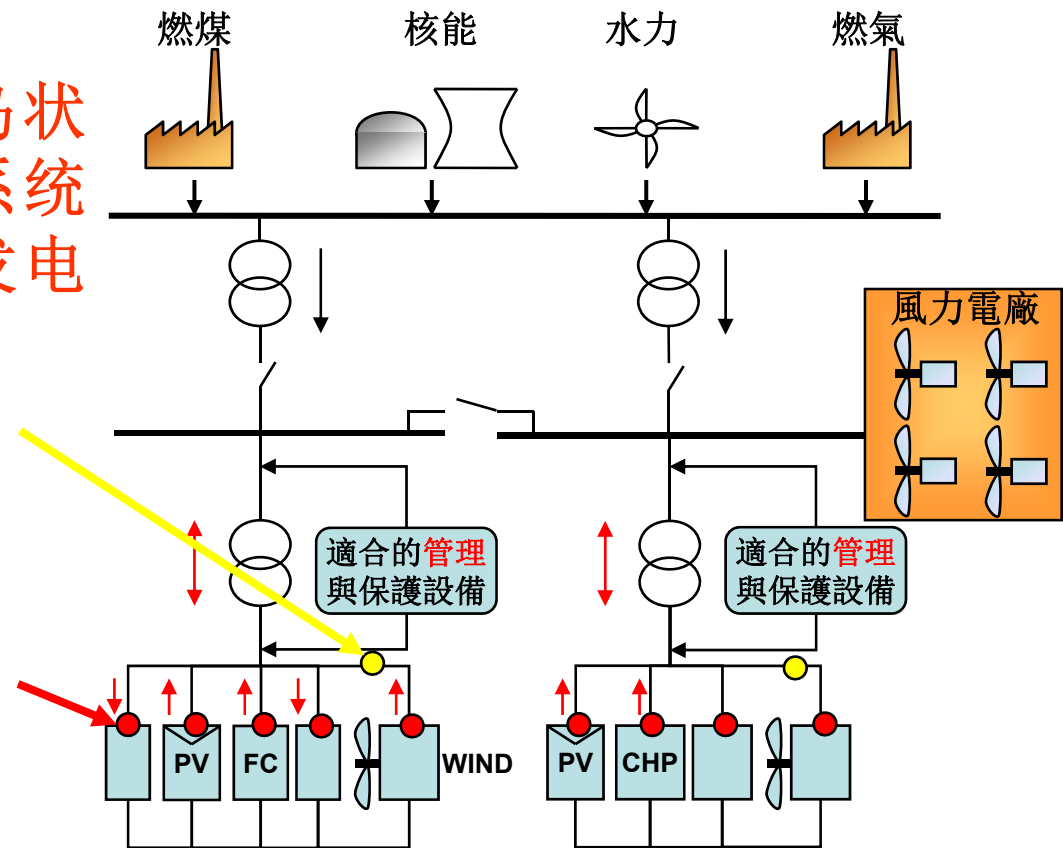 燃煤
核能
水力
燃氣
状
系统
发电
風力電廠
適合的管理
與保護設備
適合的管理
與保護設備
PV
FC
WIND
PV
CHP